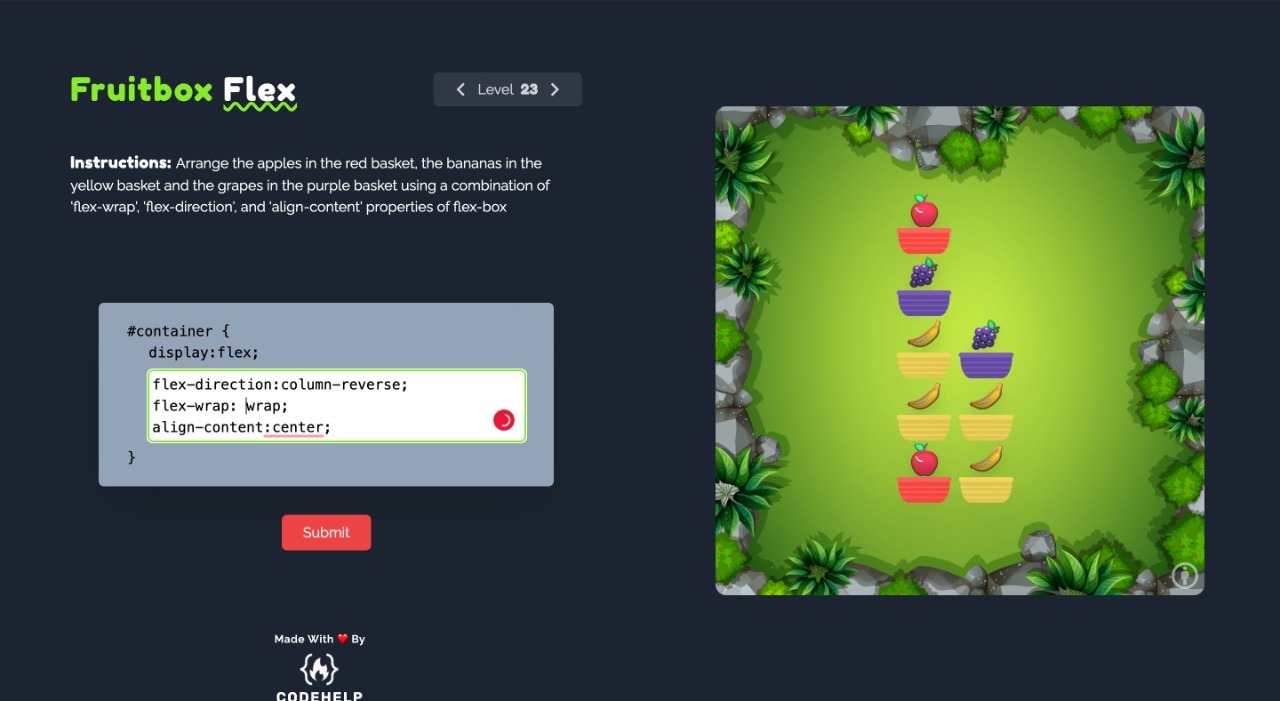 Fruitbox Flex
Level 23
Instructions: Arrange the apples in the red basket, the bananas in the
yellow basket and the grapes in the purple basket using a combination of
'flex-wrap', 'flex-direction', and 'align-content' properties of flex-box
#container {
display:flex;
flex-direction:column-reverse;
flex-wrap: wrap;
align-content:center;
}
Submit
Made With ❤️ By
CODEHELP